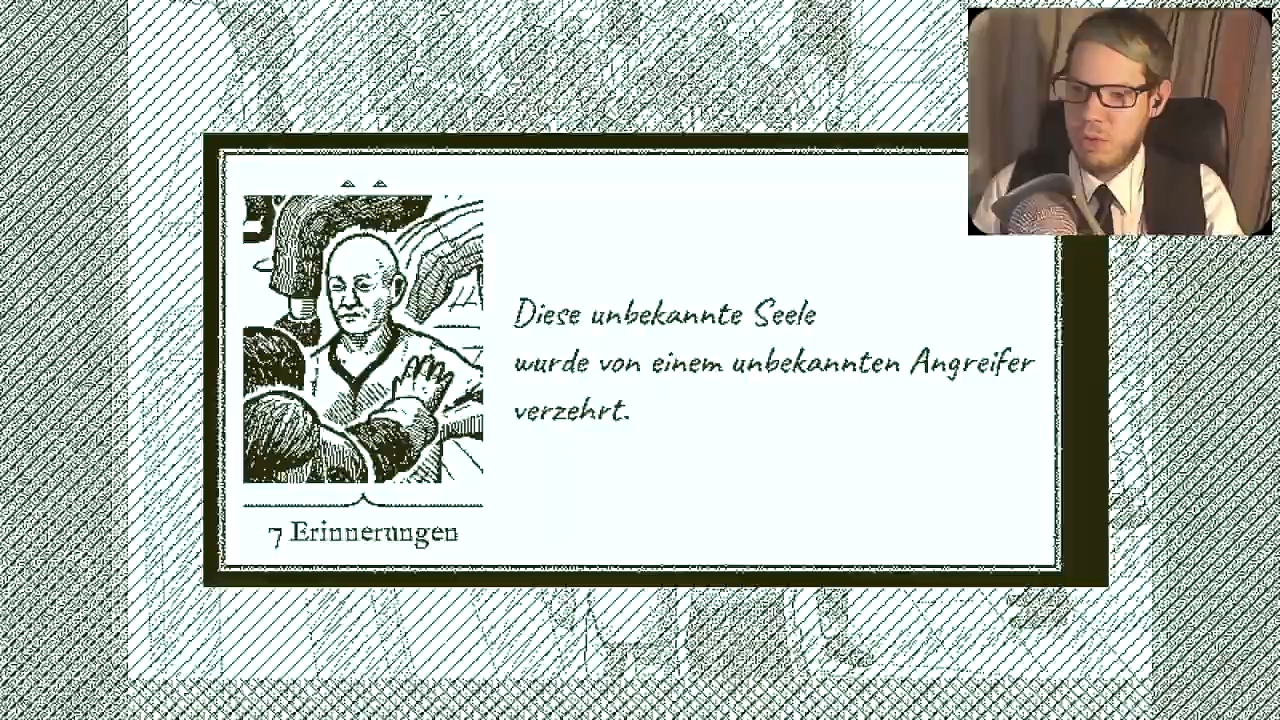 Diese unbekannte Seele
wurde von einem unbekannten Angreifer
verzehrt.
7 Erinnerungen